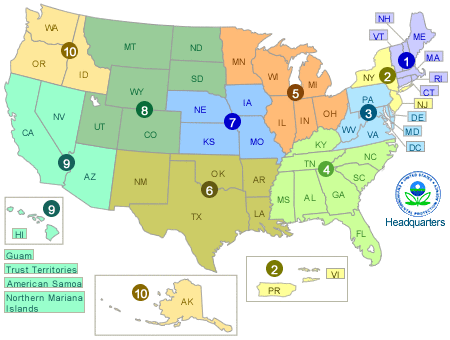 NH
ME
VT
WA
MT
ND
MN
1
MA
OR
10
ID
SD
WI
MI
NY
2
RI
CT
WY
5
NJ
NE
IA
PA
3
DE
NV
8
IL
IN
OH
MD
CA
UT
CO
KS
7
MO
WV
VA
DC
KY
9
AZ
NM
OK
6
AR
TN
4
NC
SC
TX
LA
MS
AL
GA
FL
UNITED STATES
Headquarters
9
HI
Guam
Trust Territories
American Samoa
Northern Mariana
Islands
10
AK
2
VI
PR